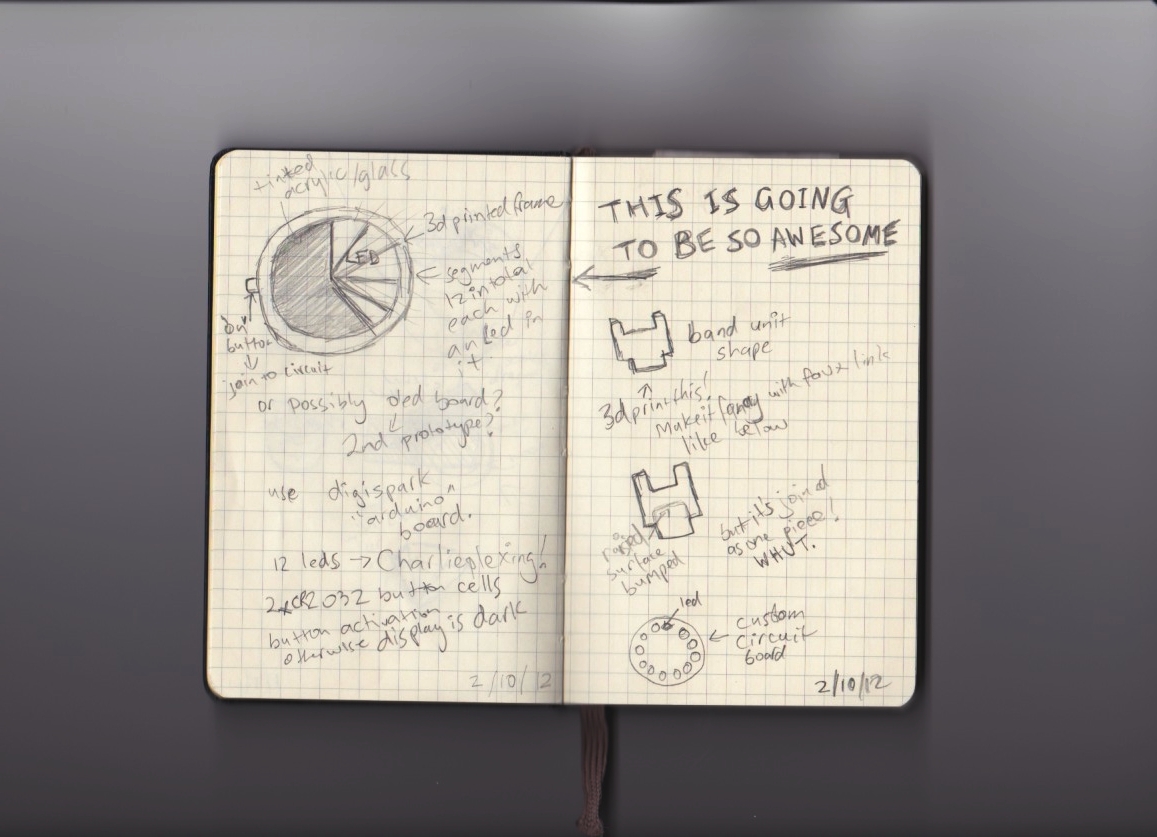 tinted
acrylic/glass
3d printed frame
LED
segments
12 in total
each with
an led in
it.
"on"
button
join to circuit
or possibly oled board?
2nd prototype?
use digispark
"arduino"
board.
12 leds → Charlieplexing!
2xCR2032 button cells
button activation
otherwise display is dark
2/10/12
THIS IS GOING
TO BE SO AWESOME
band unit
shape
3d print this!
Make it fancy with faux link
like below
raised
surface
bumped
but it's joined
as one piece!
WHUT.
led
custom
circuit
board
2/10/12